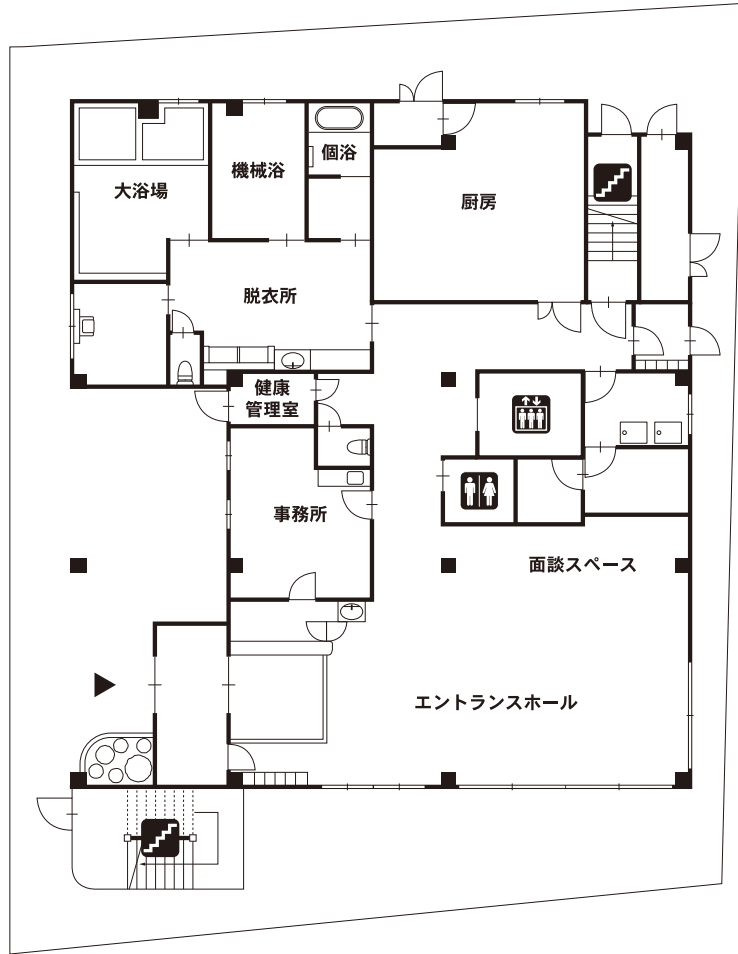 個浴
機械浴
大浴場
厨房
脱衣所
健康
管理室
事務所
面談スペース
エントランスホール